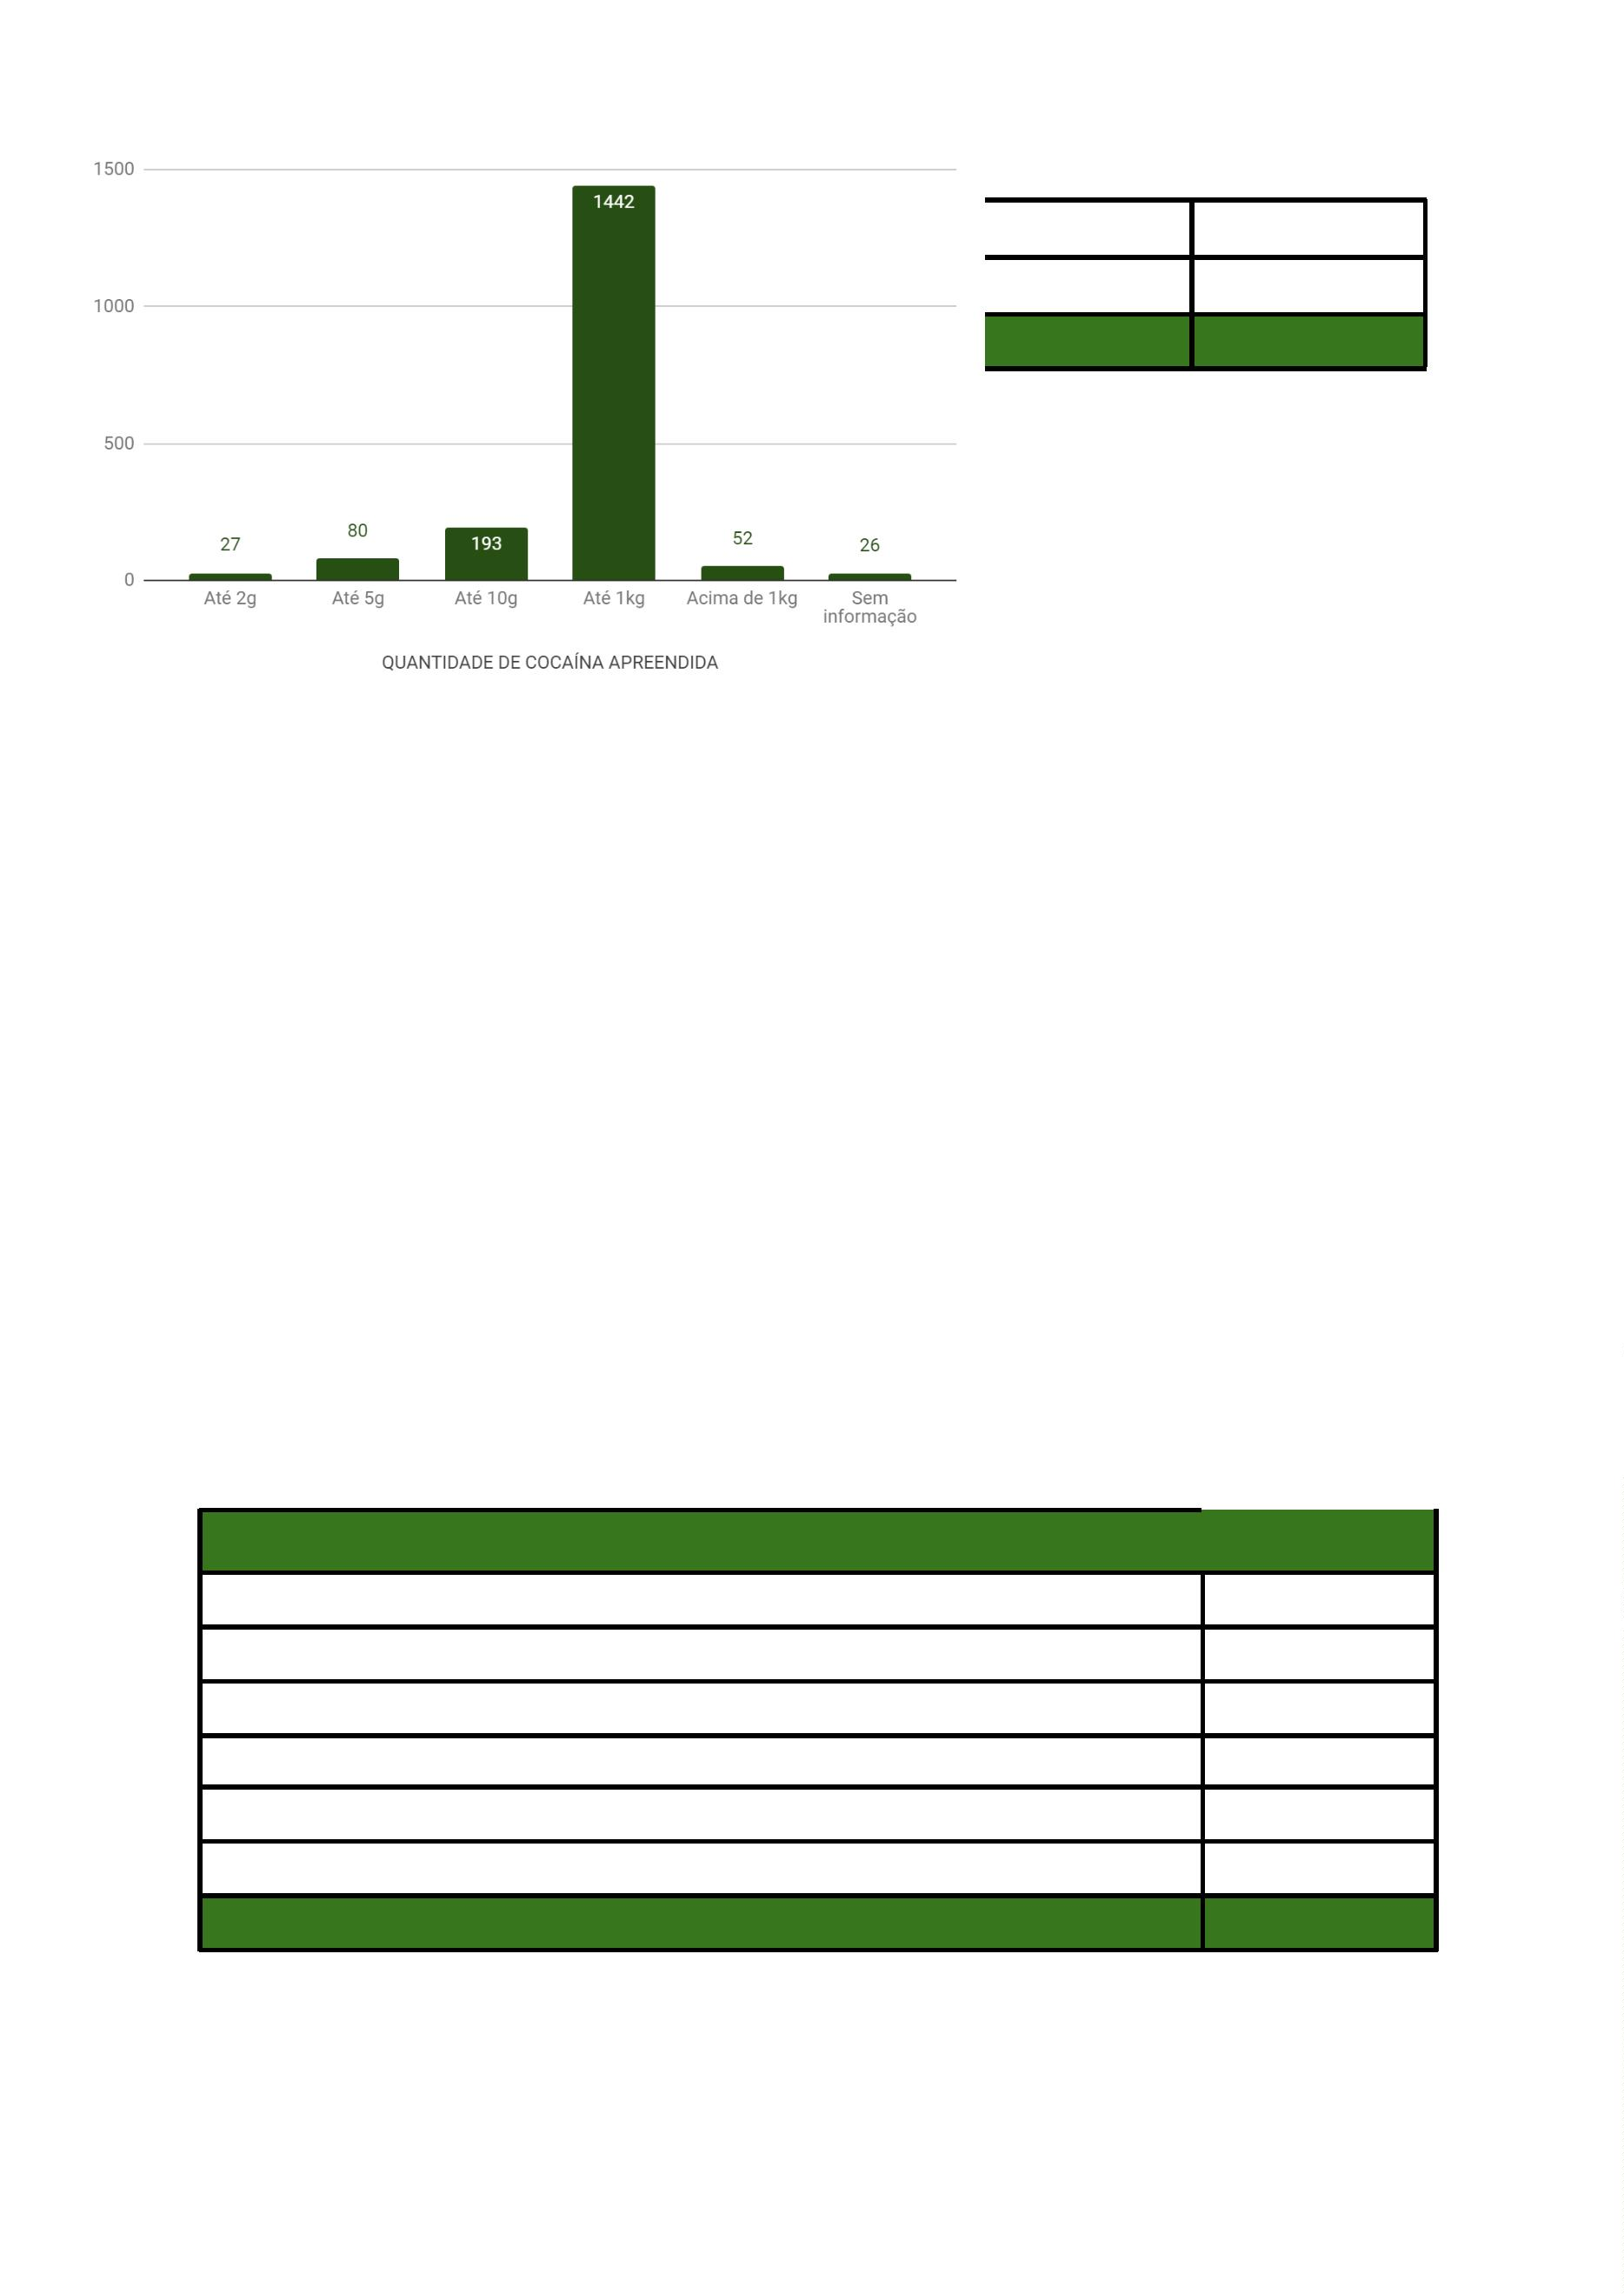 1500
1442
1000
500
27
80
193
52
26
0
Até 2g
Até 5g
Até 10g
Até 1kg
Acima de 1kg
Sem
informação
QUANTIDADE DE COCAÍNA APREENDIDA